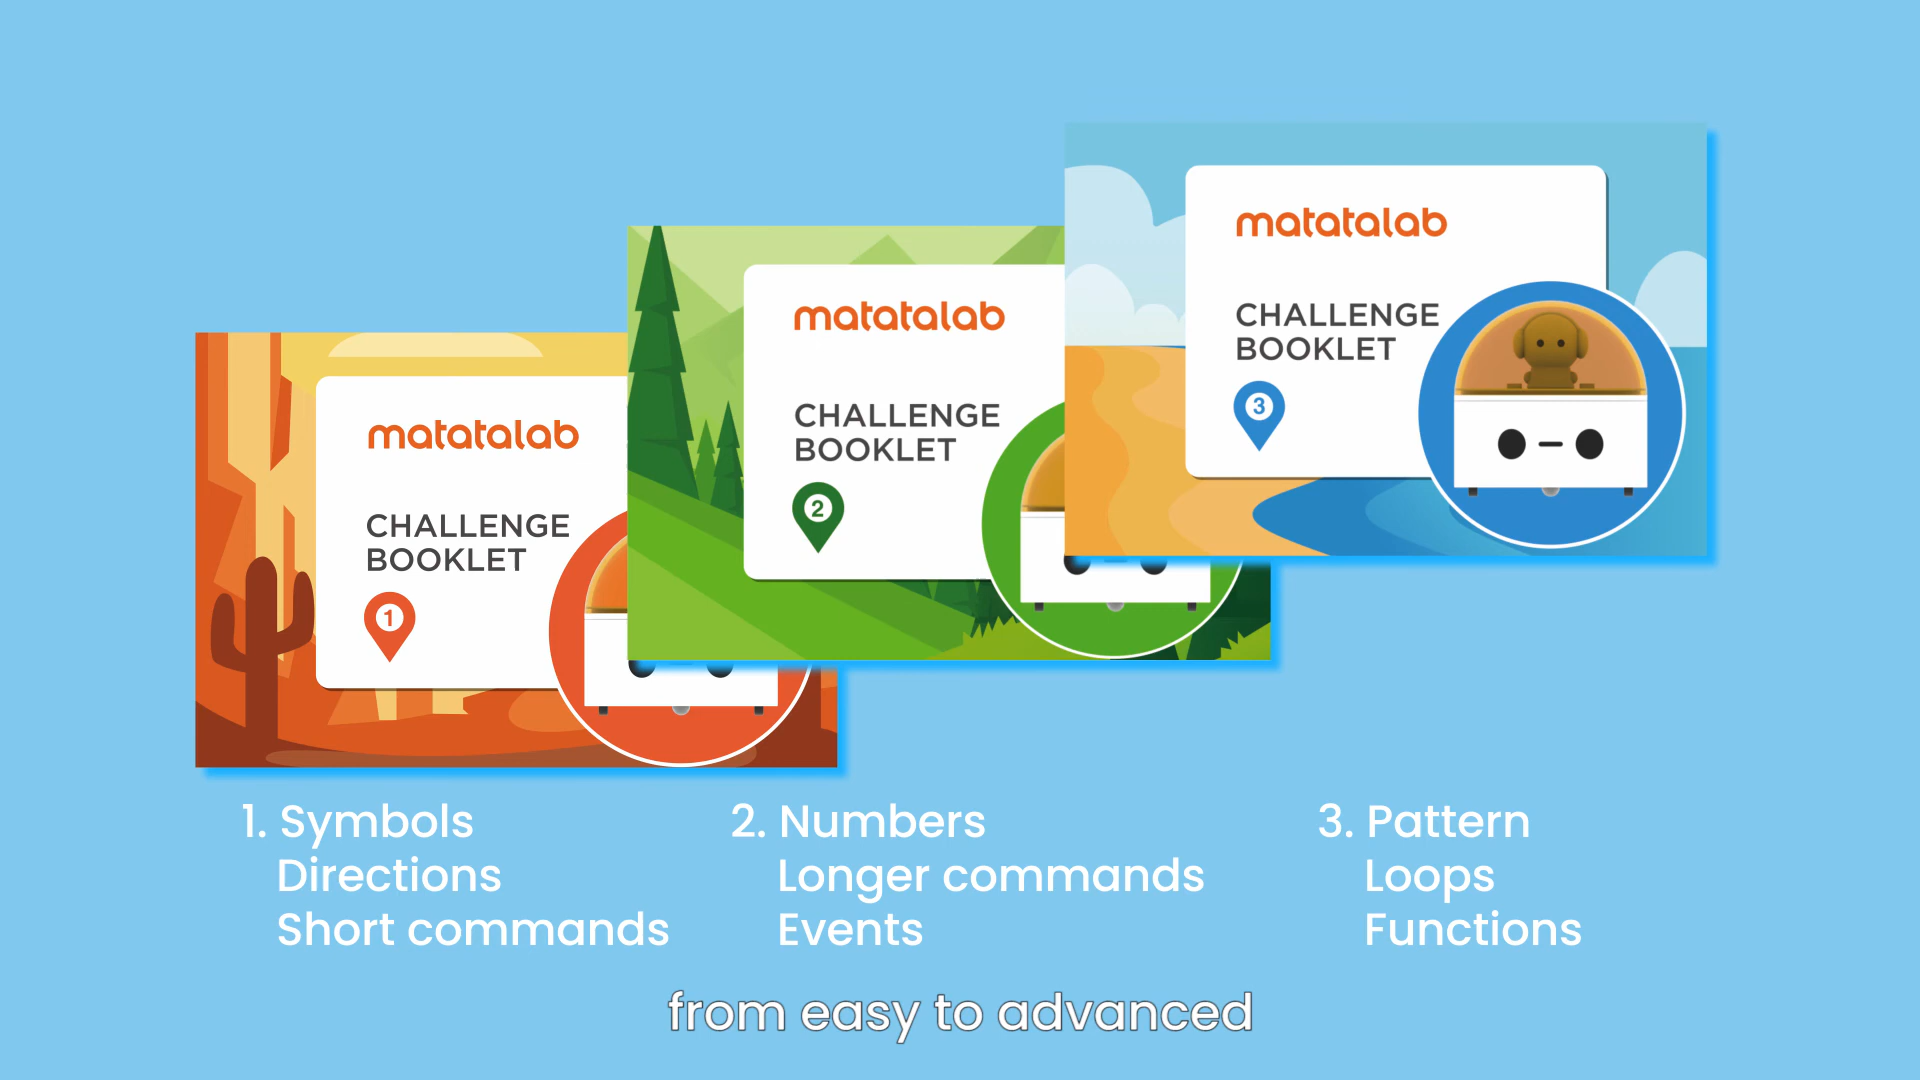 matatalab
CHALLENGE
BOOKLET
1
matatalab
CHALLENGE
BOOKLET
2
matatalab
CHALLENGE
BOOKLET
3
1. Symbols
Directions
Short commands
2. Numbers
Longer commands
Events
3. Pattern
Loops
Functions
from easy to advanced